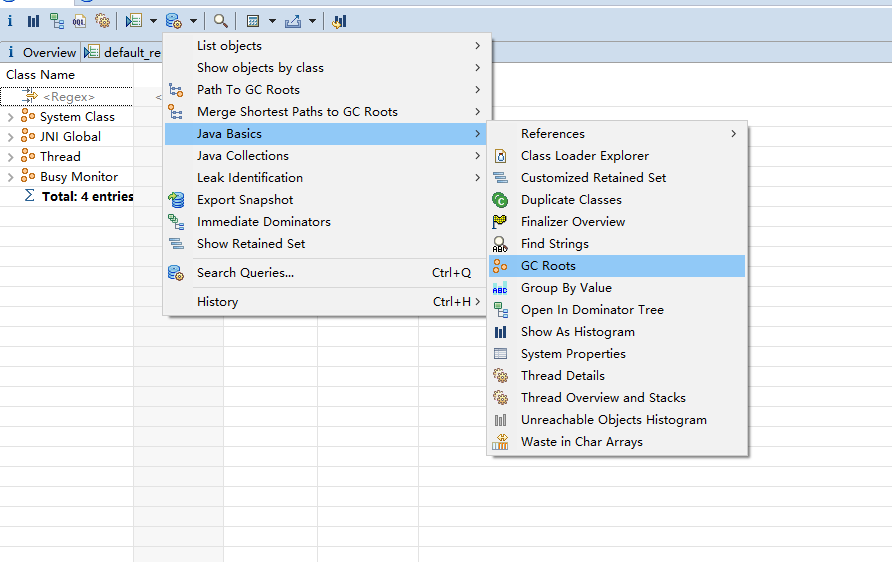 i OQL
i Overview default_re
Class Name
<Regex> <
System Class
JNI Global
Thread
Busy Monitor
Σ Total: 4 entries
List objects
Show objects by class
Path To GC Roots
Merge Shortest Paths to GC Roots
Java Basics
Java Collections
Leak Identification
Export Snapshot
Immediate Dominators
Show Retained Set
Search Queries... Ctrl+Q
History Ctrl+H
References
Class Loader Explorer
Customized Retained Set
Duplicate Classes
Finalizer Overview
Find Strings
GC Roots
Group By Value
Open In Dominator Tree
Show As Histogram
System Properties
Thread Details
Thread Overview and Stacks
Unreachable Objects Histogram
Waste in Char Arrays